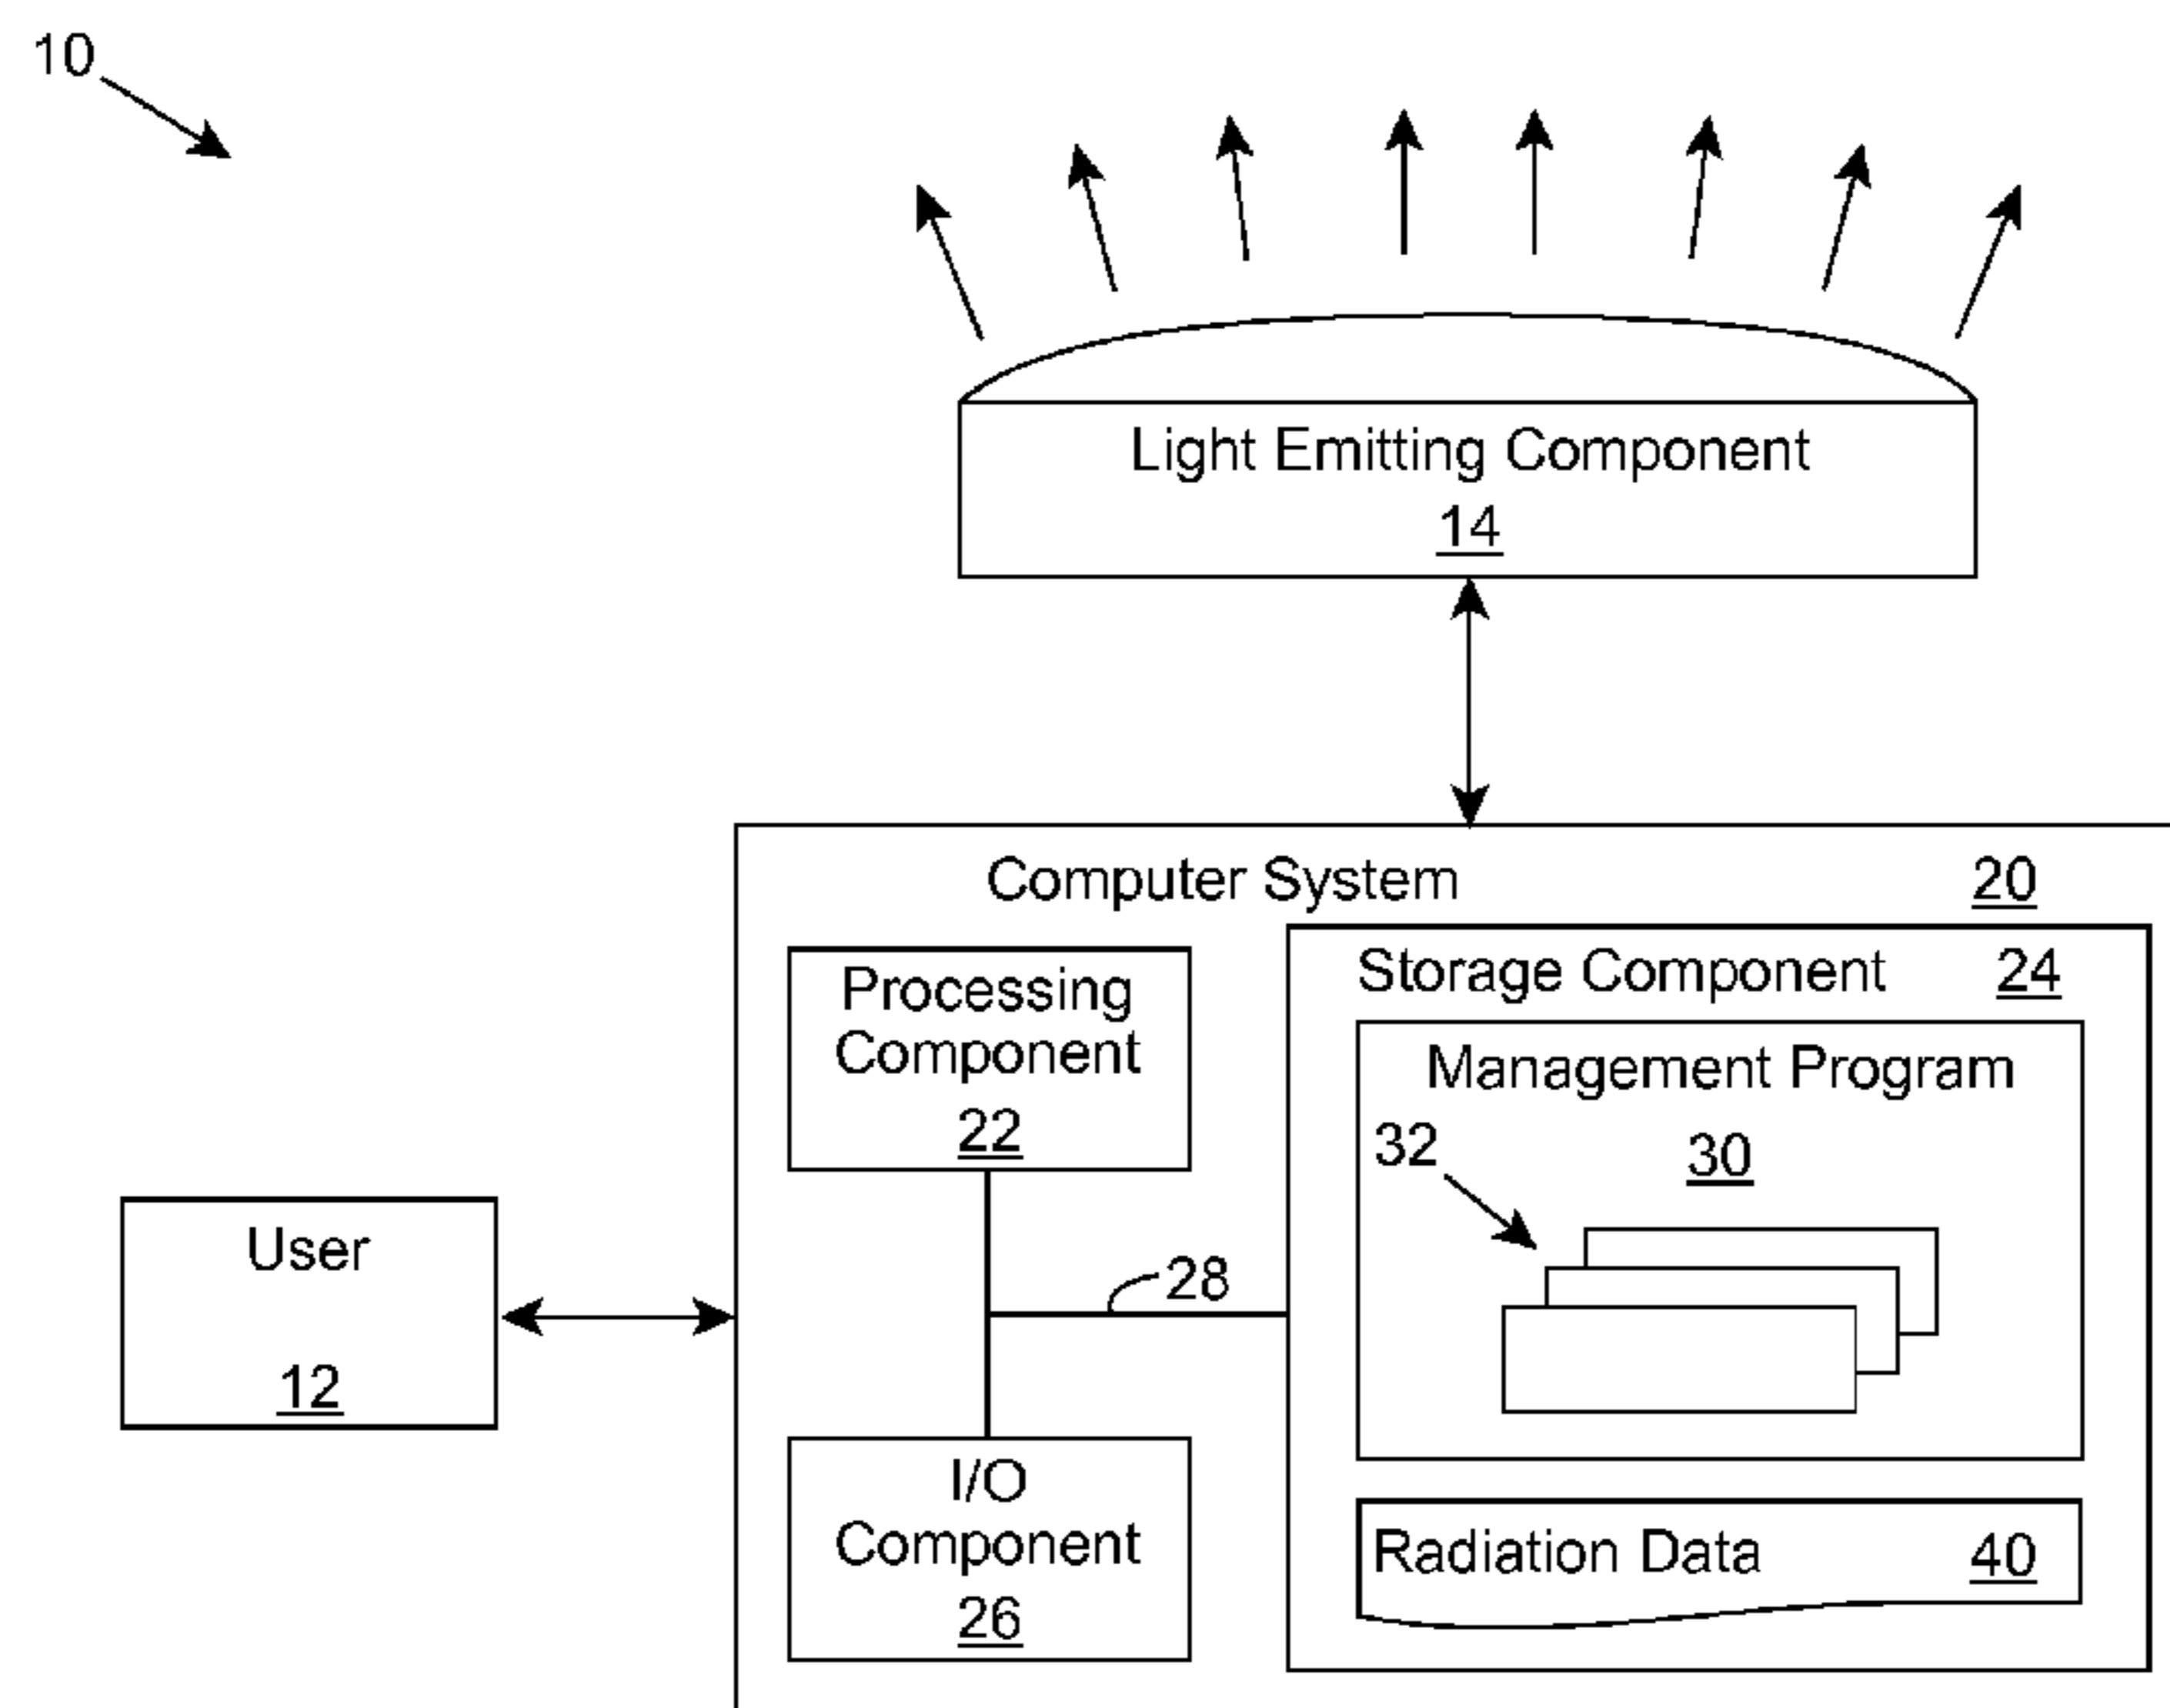 10
Light Emitting Component
14
Computer System 20
Processing
Component
22
Storage Component 24
Management Program
32 30
User
12
28
I/O
Component
26
Radiation Data 40